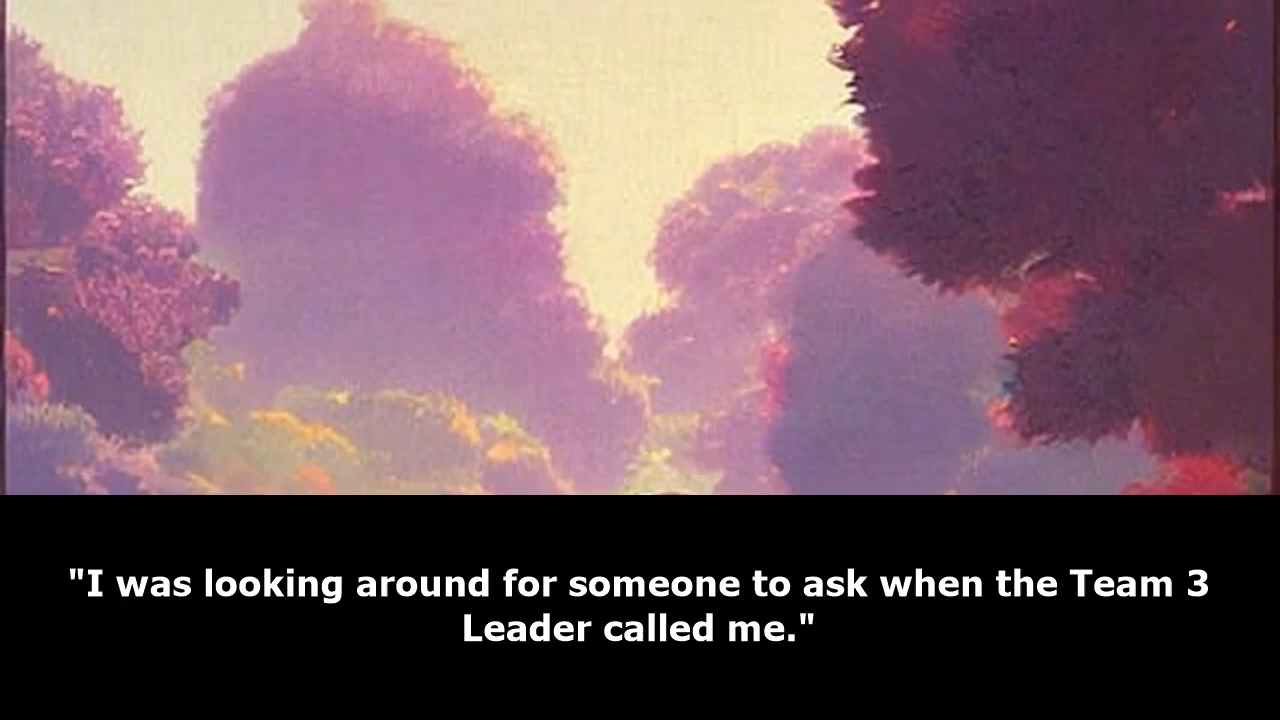 "I was looking around for someone to ask when the Team 3
Leader called me."